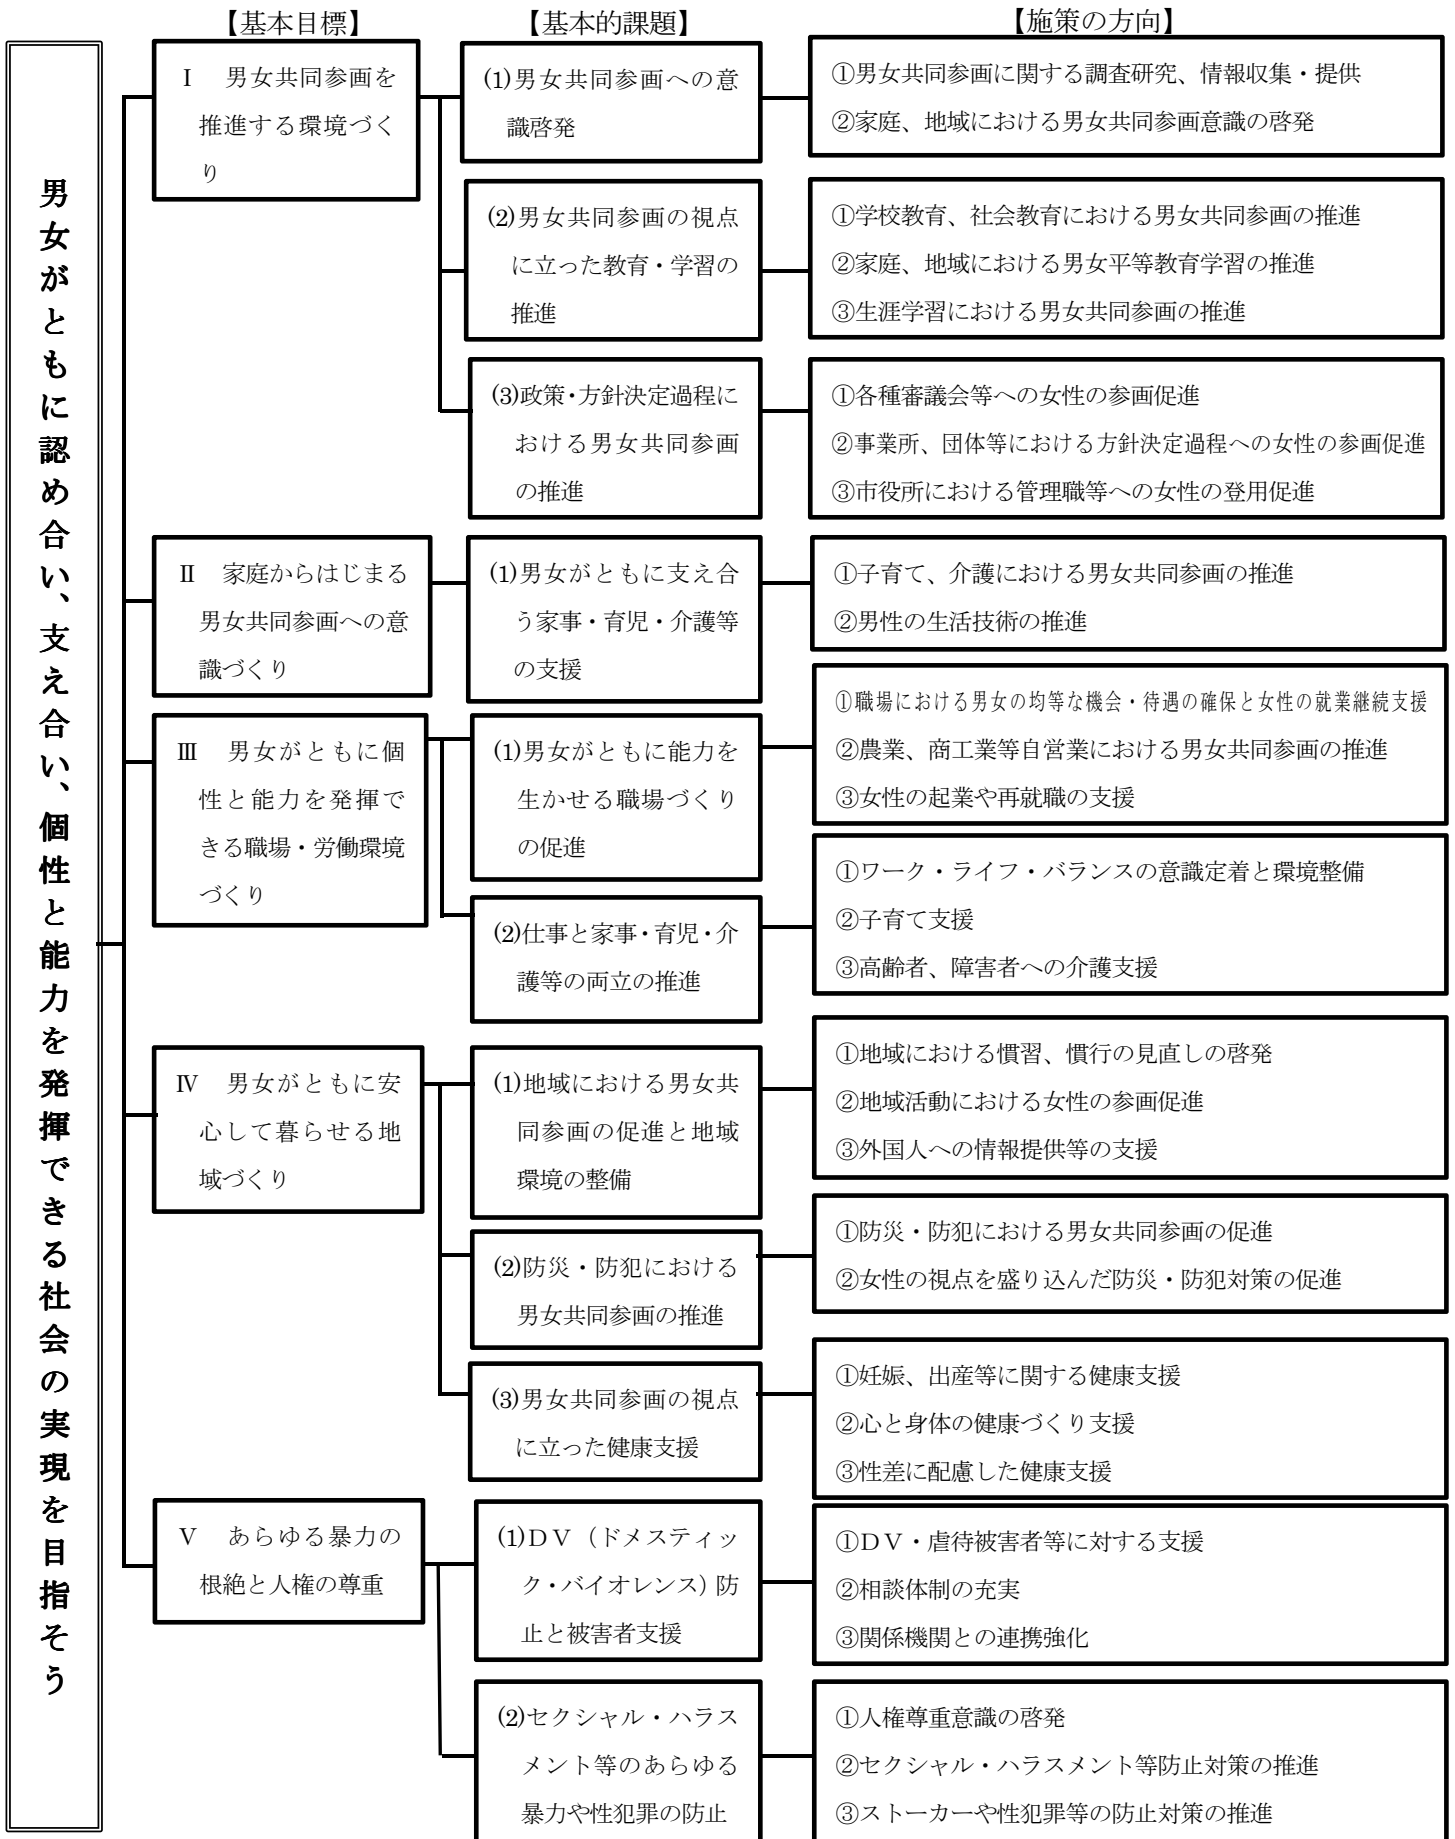 【基本目標】
【基本的課題】
【施策の方向】
男女がともに認め合い、支え合い、個性と能力を発揮できる社会の実現を目指そう
Ⅰ 男女共同参画を
推進する環境づく
り
(1)男女共同参画への意
識啓発
①男女共同参画に関する調査研究、情報収集・提供
②家庭、地域における男女共同参画意識の啓発
(2)男女共同参画の視点
に立った教育・学習の
推進
①学校教育、社会教育における男女共同参画の推進
②家庭、地域における男女平等教育学習の推進
③生涯学習における男女共同参画の推進
(3)政策・方針決定過程に
おける男女共同参画
の推進
①各種審議会等への女性の参画促進
②事業所、団体等における方針決定過程への女性の参画促進
③市役所における管理職等への女性の登用促進
Ⅱ 家庭からはじまる
男女共同参画への意
識づくり
(1)男女がともに支え合
う家事・育児・介護等
の支援
①子育て、介護における男女共同参画の推進
②男性の生活技術の推進
Ⅲ 男女がともに個
性と能力を発揮で
きる職場・労働環境
づくり
(1)男女がともに能力を
生かせる職場づくり
の促進
①職場における男女の均等な機会・待遇の確保と女性の就業継続支援
②農業、商工業等自営業における男女共同参画の推進
③女性の起業や再就職の支援
(2)仕事と家事・育児・介
護等の両立の推進
①ワーク・ライフ・バランスの意識定着と環境整備
②子育て支援
③高齢者、障害者への介護支援
Ⅳ 男女がともに安
心して暮らせる地
域づくり
(1)地域における男女共
同参画の促進と地域
環境の整備
①地域における慣習、慣行の見直しの啓発
②地域活動における女性の参画促進
③外国人への情報提供等の支援
(2)防災・防犯における
男女共同参画の推進
①防災・防犯における男女共同参画の促進
②女性の視点を盛り込んだ防災・防犯対策の促進
(3)男女共同参画の視点
に立った健康支援
①妊娠、出産等に関する健康支援
②心と身体の健康づくり支援
③性差に配慮した健康支援
Ⅴ あらゆる暴力の
根絶と人権の尊重
(1)ＤＶ（ドメスティッ
ク・バイオレンス）防
止と被害者支援
①ＤＶ・虐待被害者等に対する支援
②相談体制の充実
③関係機関との連携強化
(2)セクシャル・ハラス
メント等のあらゆる
暴力や性犯罪の防止
①人権尊重意識の啓発
②セクシャル・ハラスメント等防止対策の推進
③ストーカーや性犯罪等の防止対策の推進